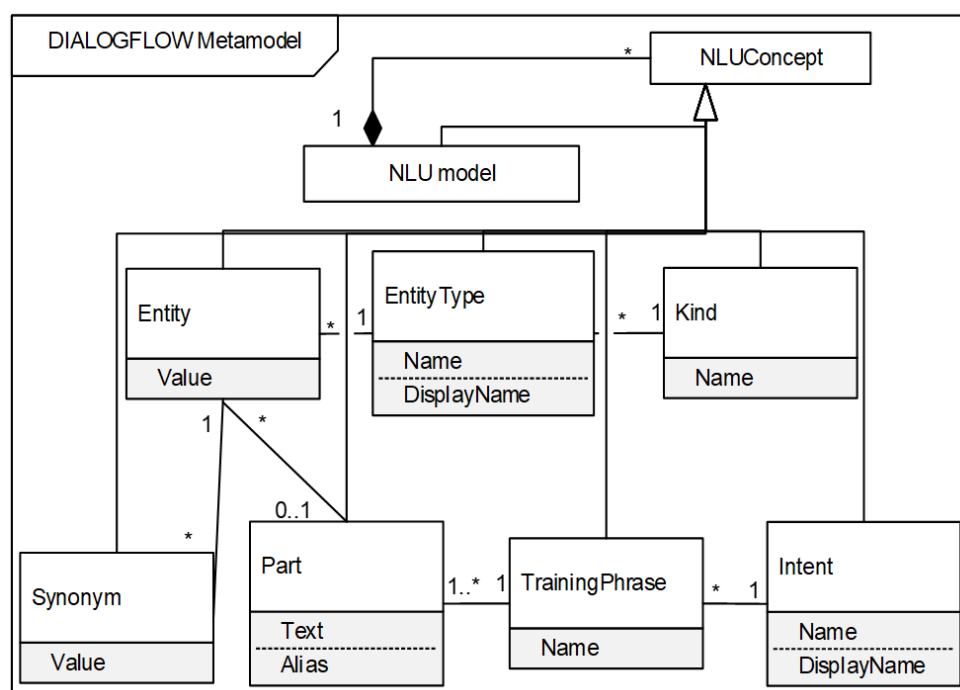 DIALOGFLOW Metamodel
NLUConcept
*
1
NLU model
Entity
Value
*
1
EntityType
Name
DisplayName
*
1
Kind
Name
1
*
*
0..1
Synonym
Value
Part
Text
Alias
1..*
1
TrainingPhrase
Name
*
1
Intent
Name
DisplayName